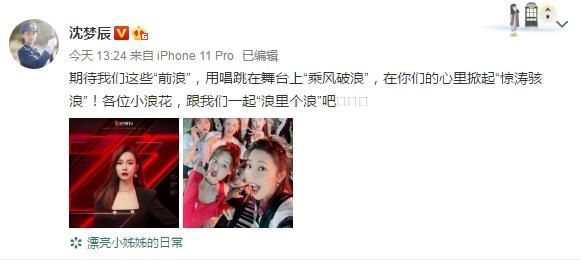 沈梦辰
今天 13:24 来自 iPhone 11 Pro 已编辑
期待我们这些“前浪”，用唱跳在舞台上“乘风破浪”，在你们的心里掀起“惊涛骇
浪”！各位小浪花，跟我们一起“浪里个浪”吧
漂亮小姊姊的日常